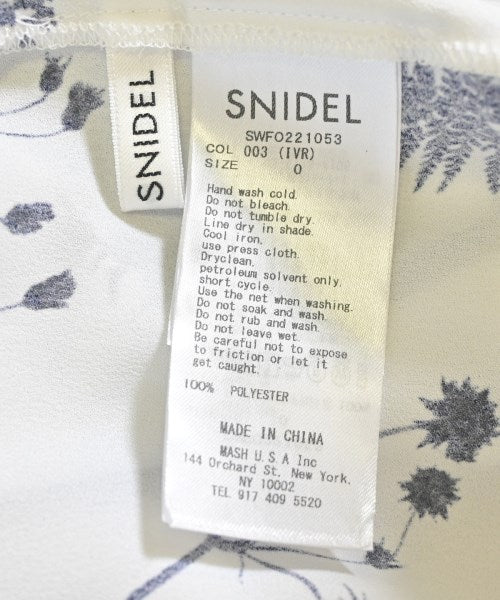 SNIDEL
SNIDEL
SWFO221053
COL 003 (IVR)
SIZE 0
Hand wash cold.
Do not bleach.
Do not tumble dry.
Line dry in shade.
Cool iron.
use press cloth.
Dryclean.
petroleum solvent only.
short cycle.
Use the net when washing.
Do not soak and wash.
Do not rub and wash.
Do not leave wet.
Be careful not to expose
to friction or let it
get caught.
100% POLYESTER
MADE IN CHINA
MASH U.S.A Inc
144 Orchard St. New York.
NY 10002
TEL 917 409 5520